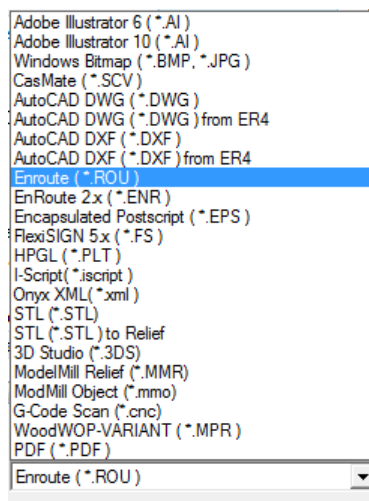 Adobe Illustrator 6 ( *.AI )
Adobe Illustrator 10 ( *.AI )
Windows Bitmap ( *.BMP, *.JPG )
CasMate ( *.SCV )
AutoCAD DWG ( *.DWG )
AutoCAD DWG ( *.DWG ) from ER4
AutoCAD DXF ( *.DXF )
AutoCAD DXF ( *.DXF ) from ER4
Enroute ( *.ROU )
EnRoute 2.x ( *.ENR )
Encapsulated Postscript ( *.EPS )
FlexiSIGN 5.x ( *.FS )
HPGL ( *.PLT )
I-Script( *.iscript )
Onyx XML( *.xml )
STL ( *.STL)
STL ( *.STL ) to Relief
3D Studio (*.3DS)
ModelMill Relief (*.MMR)
ModMill Object (*.mmo)
G-Code Scan (*.cnc)
WoodWOP-VARIANT ( *.MPR )
PDF ( *.PDF )
Enroute ( *.ROU )